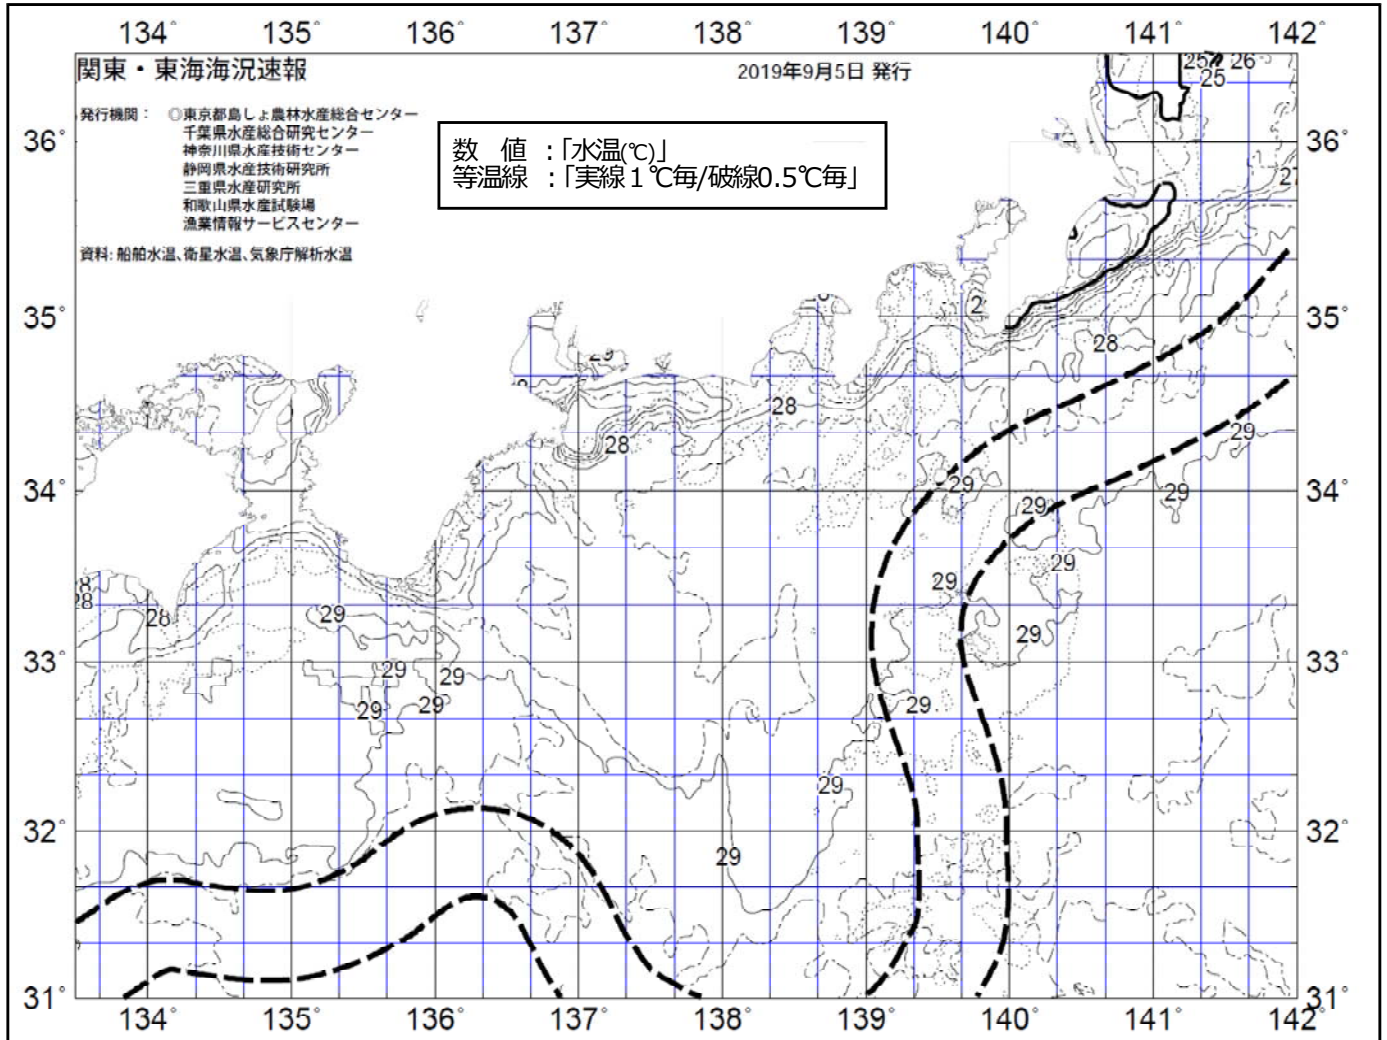 134° 135° 136° 137° 138° 139° 140° 141° 142°
関東・東海海況速報
2019年9月5日 発行
発行機関： ◎東京都島しょ農林水産総合センター
千葉県水産総合研究センター
神奈川県水産技術センター
静岡県水産技術研究所
三重県水産研究所
和歌山県水産試験場
漁業情報サービスセンター
資料: 船舶水温、衛星水温、気象庁解析水温
数　値 ：「水温(℃)」
等温線 ：「実線１℃毎/破線0.5℃毎」
25 26
25
36° 36°
27
2
35° 35°
28
29
28
28
29
34° 29 29 29 34°
29
29
28
28
28 29
29
33° 29 29 33°
29 29 29
29
32° 32°
29
31° 31°
134° 135° 136° 137° 138° 139° 140° 141° 142°